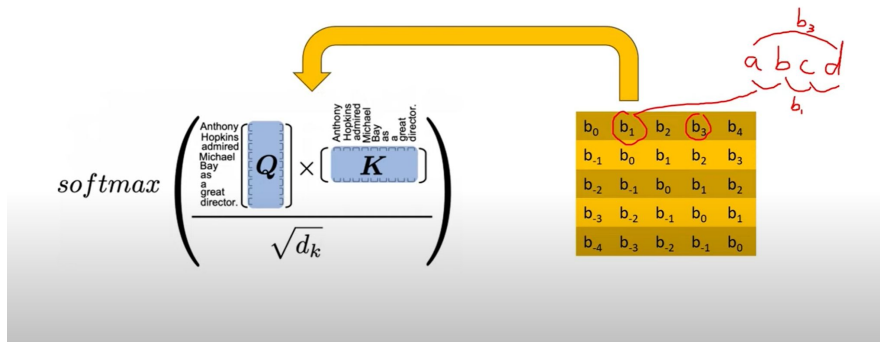 b₃
a b c d
b₁
Anthony
Hopkins
admired
Michael
Bay
as
a
great
director.
Anthony
Hopkins
admired
Michael
Bay
as
a
great
director.
softmax
Q × K
√dₖ
b₀ b₁ b₂ b₃ b₄
b₋₁ b₀ b₁ b₂ b₃
b₋₂ b₋₁ b₀ b₁ b₂
b₋₃ b₋₂ b₋₁ b₀ b₁
b₋₄ b₋₃ b₋₂ b₋₁ b₀